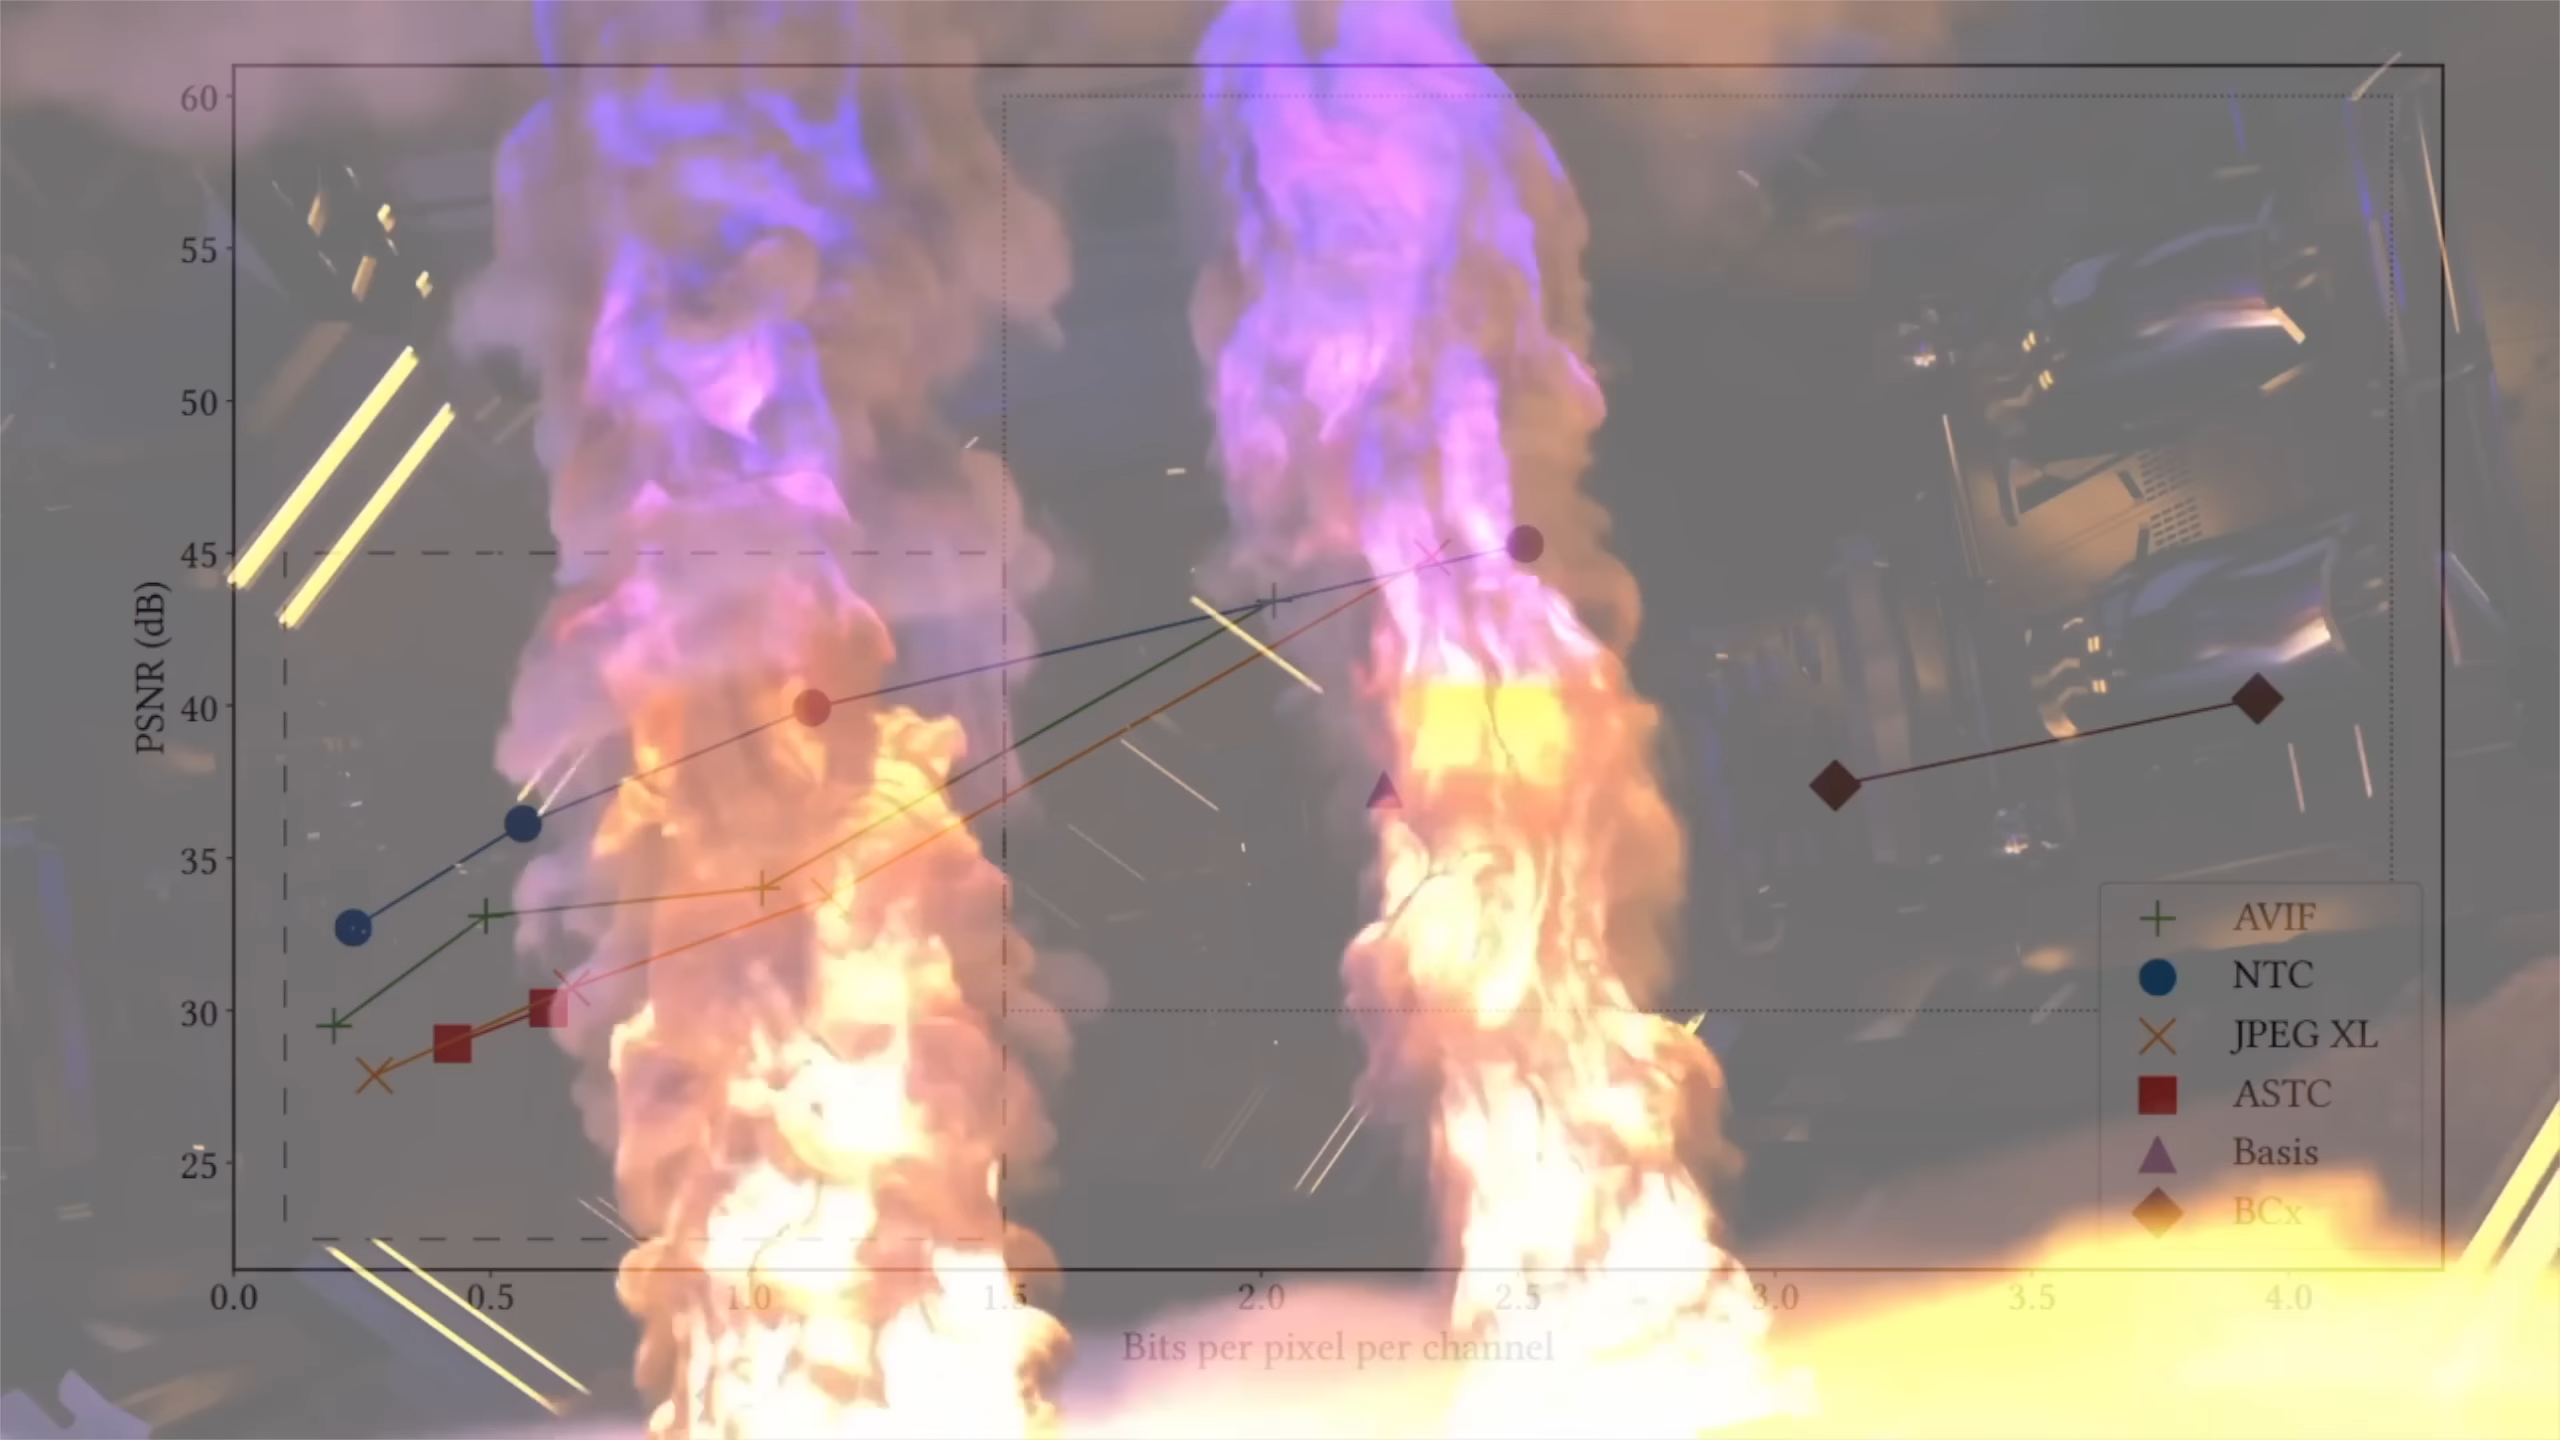 60
55
50
45
40
35
30
25
PSNR (dB)
0.0 0.5 1.0 1.5 2.0 2.5 3.0 3.5 4.0
Bits per pixel per channel
AVIF
NTC
JPEG XL
ASTC
Basis
BCx